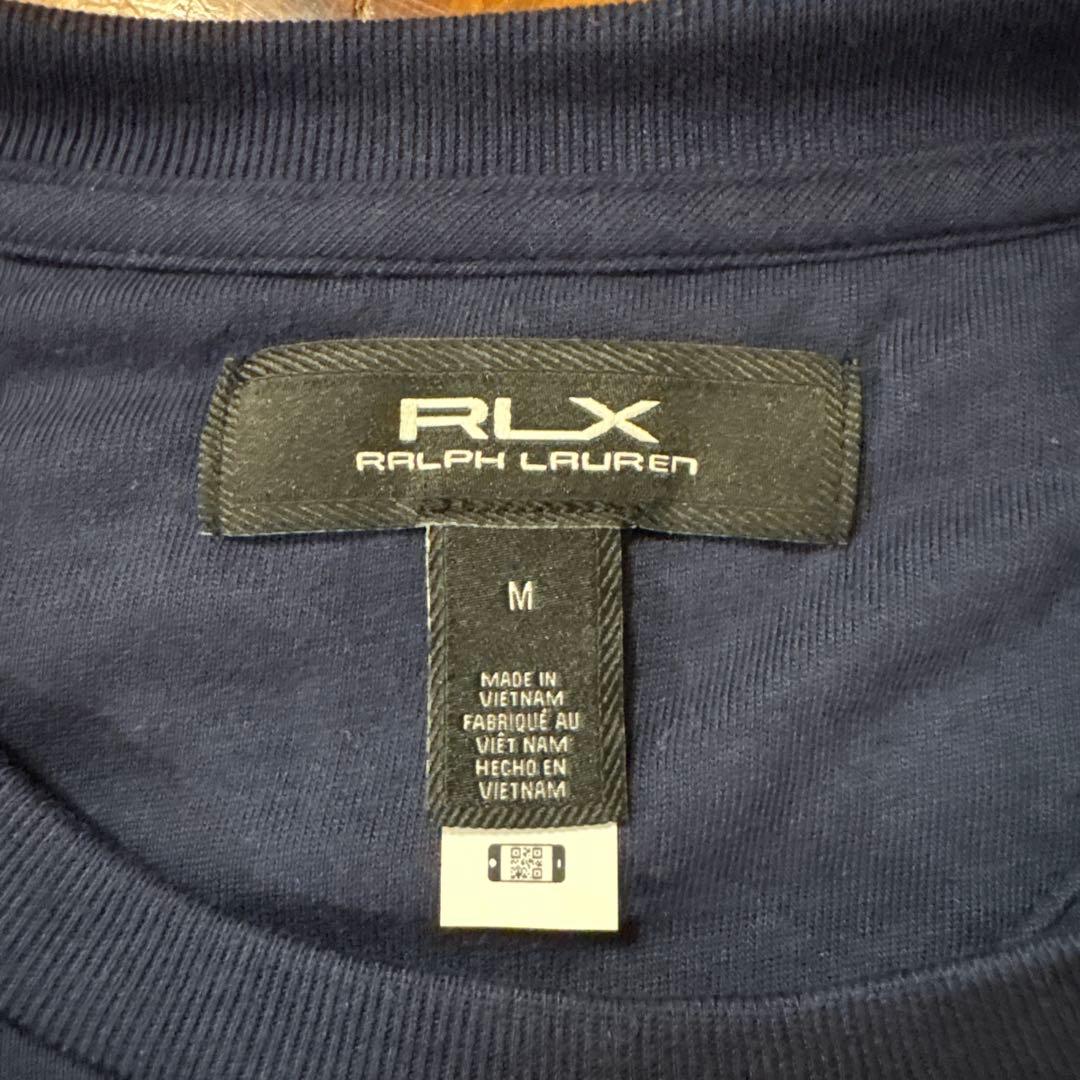 RLX
RALPH LAUREN
M
MADE IN
VIETNAM
FABRIQUÉ AU
VIÊT NAM
HECHO EN
VIETNAM